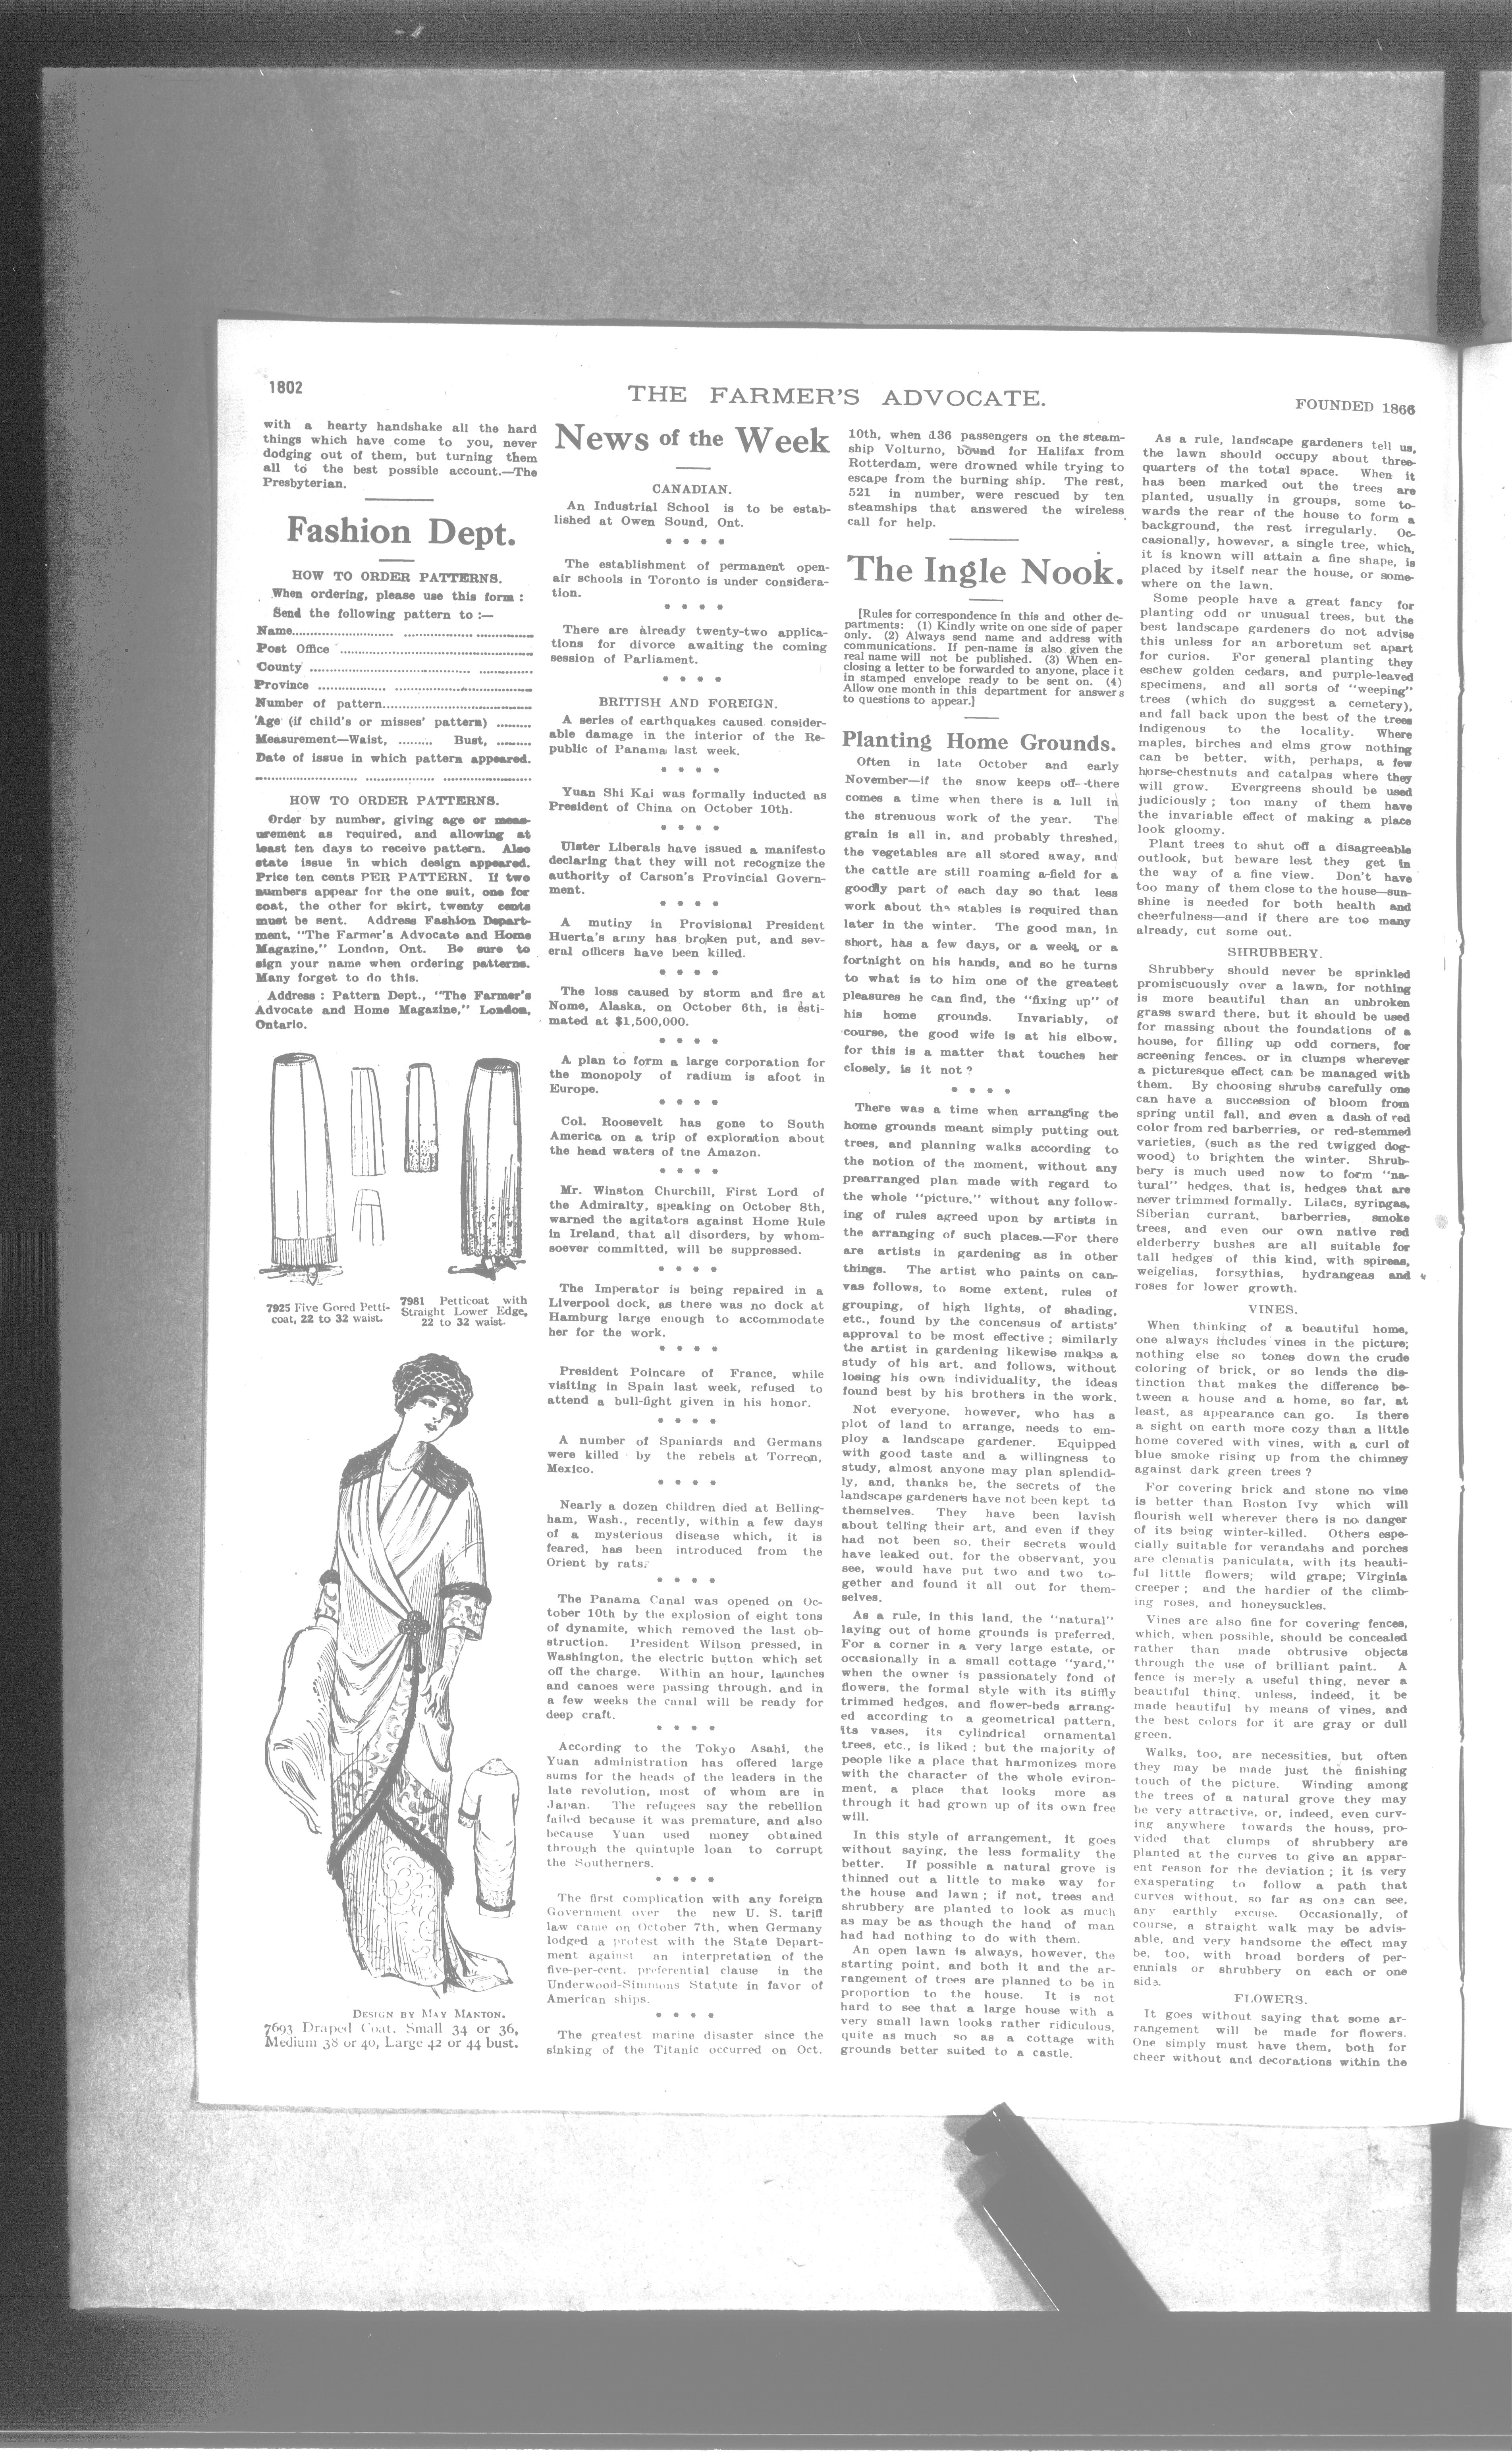 1802
THE FARMER'S ADVOCATE.
FOUNDED 1866
with a hearty handshake all the hard
things which have come to you, never
dodging out of them, but turning them
all to the best possible account.—The
Presbyterian.
Fashion Dept.
HOW TO ORDER PATTERNS.
When ordering, please use this form :
Send the following pattern to :—
Name
Post Office
County
Province
Number of pattern
Age (if child's or misses' pattern)
Measurement—Waist, ......... Bust, .........
Date of issue in which pattern appeared.
HOW TO ORDER PATTERNS.
Order by number, giving age or meas-
urement as required, and allowing at
least ten days to receive pattern. Also
state issue in which design appeared.
Price ten cents PER PATTERN. If two
numbers appear for the one suit, one for
coat, the other for skirt, twenty cents
must be sent. Address Fashion Depart-
ment, "The Farmer's Advocate and Home
Magazine," London, Ont. Be sure to
sign your name when ordering patterns.
Many forget to do this.
Address : Pattern Dept., "The Farmer's
Advocate and Home Magazine," London,
Ontario.
7925 Five Gored Petti-
coat, 22 to 32 waist.
7981 Petticoat with
Straight Lower Edge,
22 to 32 waist.
DESIGN BY MAY MANTON.
7693 Draped Coat. Small 34 or 36,
Medium 38 or 40, Large 42 or 44 bust.
News of the Week
CANADIAN.
An Industrial School is to be estab-
lished at Owen Sound, Ont.
* * * *
The establishment of permanent open-
air schools in Toronto is under considera-
tion.
* * * *
There are already twenty-two applica-
tions for divorce awaiting the coming
session of Parliament.
* * * *
BRITISH AND FOREIGN.
A series of earthquakes caused consider-
able damage in the interior of the Re-
public of Panama last week.
* * * *
Yuan Shi Kai was formally inducted as
President of China on October 10th.
* * * *
Ulster Liberals have issued a manifesto
declaring that they will not recognize the
authority of Carson's Provincial Govern-
ment.
* * * *
A mutiny in Provisional President
Huerta's army has broken put, and sev-
eral officers have been killed.
* * * *
The loss caused by storm and fire at
Nome, Alaska, on October 6th, is esti-
mated at $1,500,000.
* * * *
A plan to form a large corporation for
the monopoly of radium is afoot in
Europe.
* * * *
Col. Roosevelt has gone to South
America on a trip of exploration about
the head waters of tne Amazon.
* * * *
Mr. Winston Churchill, First Lord of
the Admiralty, speaking on October 8th,
warned the agitators against Home Rule
in Ireland, that all disorders, by whom-
soever committed, will be suppressed.
* * * *
The Imperator is being repaired in a
Liverpool dock, as there was no dock at
Hamburg large enough to accommodate
her for the work.
* * * *
President Poincare of France, while
visiting in Spain last week, refused to
attend a bull-fight given in his honor.
* * * *
A number of Spaniards and Germans
were killed by the rebels at Torreon,
Mexico.
* * * *
Nearly a dozen children died at Belling-
ham, Wash., recently, within a few days
of a mysterious disease which, it is
feared, has been introduced from the
Orient by rats.
* * * *
The Panama Canal was opened on Oc-
tober 10th by the explosion of eight tons
of dynamite, which removed the last ob-
struction. President Wilson pressed, in
Washington, the electric button which set
off the charge. Within an hour, launches
and canoes were passing through, and in
a few weeks the canal will be ready for
deep craft.
* * * *
According to the Tokyo Asahi, the
Yuan administration has offered large
sums for the heads of the leaders in the
late revolution, most of whom are in
Japan. The refugees say the rebellion
failed because it was premature, and also
because Yuan used money obtained
through the quintuple loan to corrupt
the Southerners.
* * * *
The first complication with any foreign
Government over the new U. S. tariff
law came on October 7th, when Germany
lodged a protest with the State Depart-
ment against an interpretation of the
five-per-cent. preferential clause in the
Underwood-Simmons Statute in favor of
American ships.
* * * *
The greatest marine disaster since the
sinking of the Titanic occurred on Oct.
10th, when 136 passengers on the steam-
ship Volturno, bound for Halifax from
Rotterdam, were drowned while trying to
escape from the burning ship. The rest,
521 in number, were rescued by ten
steamships that answered the wireless
call for help.
The Ingle Nook.
[Rules for correspondence in this and other de-
partments: (1) Kindly write on one side of paper
only. (2) Always send name and address with
communications. If pen-name is also given the
real name will not be published. (3) When en-
closing a letter to be forwarded to anyone, place it
in stamped envelope ready to be sent on. (4)
Allow one month in this department for answers
to questions to appear.]
Planting Home Grounds.
Often in late October and early
November—if the snow keeps off--there
comes a time when there is a lull in
the strenuous work of the year. The
grain is all in, and probably threshed,
the vegetables are all stored away, and
the cattle are still roaming a-field for a
goodly part of each day so that less
work about the stables is required than
later in the winter. The good man, in
short, has a few days, or a week, or a
fortnight on his hands, and so he turns
to what is to him one of the greatest
pleasures he can find, the "fixing up" of
his home grounds. Invariably, of
course, the good wife is at his elbow,
for this is a matter that touches her
closely, is it not ?
* * * *
There was a time when arranging the
home grounds meant simply putting out
trees, and planning walks according to
the notion of the moment, without any
prearranged plan made with regard to
the whole "picture," without any follow-
ing of rules agreed upon by artists in
the arranging of such places.—For there
are artists in gardening as in other
things. The artist who paints on can-
vas follows, to some extent, rules of
grouping, of high lights, of shading,
etc., found by the concensus of artists'
approval to be most effective ; similarly
the artist in gardening likewise makes a
study of his art, and follows, without
losing his own individuality, the ideas
found best by his brothers in the work.
Not everyone, however, who has a
plot of land to arrange, needs to em-
ploy a landscape gardener. Equipped
with good taste and a willingness to
study, almost anyone may plan splendid-
ly, and, thanks be, the secrets of the
landscape gardeners have not been kept to
themselves. They have been lavish
about telling their art, and even if they
had not been so, their secrets would
have leaked out, for the observant, you
see, would have put two and two to-
gether and found it all out for them-
selves.
As a rule, in this land, the "natural"
laying out of home grounds is preferred.
For a corner in a very large estate, or
occasionally in a small cottage "yard,"
when the owner is passionately fond of
flowers, the formal style with its stiffly
trimmed hedges, and flower-beds arrang-
ed according to a geometrical pattern,
its vases, its cylindrical ornamental
trees, etc., is liked ; but the majority of
people like a place that harmonizes more
with the character of the whole eviron-
ment, a place that looks more as
through it had grown up of its own free
will.
In this style of arrangement, it goes
without saying, the less formality the
better. If possible a natural grove is
thinned out a little to make way for
the house and lawn ; if not, trees and
shrubbery are planted to look as much
as may be as though the hand of man
had had nothing to do with them.
An open lawn is always, however, the
starting point, and both it and the ar-
rangement of trees are planned to be in
proportion to the house. It is not
hard to see that a large house with a
very small lawn looks rather ridiculous,
quite as much so as a cottage with
grounds better suited to a castle.
As a rule, landscape gardeners tell us,
the lawn should occupy about three-
quarters of the total space. When it
has been marked out the trees are
planted, usually in groups, some to-
wards the rear of the house to form a
background, the rest irregularly. Oc-
casionally, however, a single tree, which,
it is known will attain a fine shape, is
placed by itself near the house, or some-
where on the lawn.
Some people have a great fancy for
planting odd or unusual trees, but the
best landscape gardeners do not advise
this unless for an arboretum set apart
for curios. For general planting they
eschew golden cedars, and purple-leaved
specimens, and all sorts of "weeping"
trees (which do suggest a cemetery),
and fall back upon the best of the trees
indigenous to the locality. Where
maples, birches and elms grow nothing
can be better, with, perhaps, a few
horse-chestnuts and catalpas where they
will grow. Evergreens should be used
judiciously ; too many of them have
the invariable effect of making a place
look gloomy.
Plant trees to shut off a disagreeable
outlook, but beware lest they get in
the way of a fine view. Don't have
too many of them close to the house—sun-
shine is needed for both health and
cheerfulness—and if there are too many
already, cut some out.
SHRUBBERY.
Shrubbery should never be sprinkled
promiscuously over a lawn, for nothing
is more beautiful than an unbroken
grass sward there, but it should be used
for massing about the foundations of a
house, for filling up odd corners, for
screening fences, or in clumps wherever
a picturesque effect can be managed with
them. By choosing shrubs carefully one
can have a succession of bloom from
spring until fall, and even a dash of red
color from red barberries, or red-stemmed
varieties, (such as the red twigged dog-
wood) to brighten the winter. Shrub-
bery is much used now to form "na-
tural" hedges, that is, hedges that are
never trimmed formally. Lilacs, syringas,
Siberian currant, barberries, smoke
trees, and even our own native red
elderberry bushes are all suitable for
tall hedges of this kind, with spireas,
weigelias, forsythias, hydrangeas and
roses for lower growth.
VINES.
When thinking of a beautiful home,
one always includes vines in the picture;
nothing else so tones down the crude
coloring of brick, or so lends the dis-
tinction that makes the difference be-
tween a house and a home, so far, at
least, as appearance can go. Is there
a sight on earth more cozy than a little
home covered with vines, with a curl of
blue smoke rising up from the chimney
against dark green trees ?
For covering brick and stone no vine
is better than Boston Ivy which will
flourish well wherever there is no danger
of its being winter-killed. Others espe-
cially suitable for verandahs and porches
are clematis paniculata, with its beauti-
ful little flowers; wild grape; Virginia
creeper ; and the hardier of the climb-
ing roses, and honeysuckles.
Vines are also fine for covering fences,
which, when possible, should be concealed
rather than made obtrusive objects
through the use of brilliant paint. A
fence is merely a useful thing, never a
beautiful thing, unless, indeed, it be
made beautiful by means of vines, and
the best colors for it are gray or dull
green.
Walks, too, are necessities, but often
they may be made just the finishing
touch of the picture. Winding among
the trees of a natural grove they may
be very attractive, or, indeed, even curv-
ing anywhere towards the house, pro-
vided that clumps of shrubbery are
planted at the curves to give an appar-
ent reason for the deviation ; it is very
exasperating to follow a path that
curves without, so far as one can see,
any earthly excuse. Occasionally, of
course, a straight walk may be advis-
able, and very handsome the effect may
be, too, with broad borders of per-
ennials or shrubbery on each or one
side.
FLOWERS.
It goes without saying that some ar-
rangement will be made for flowers.
One simply must have them, both for
cheer without and decorations within the